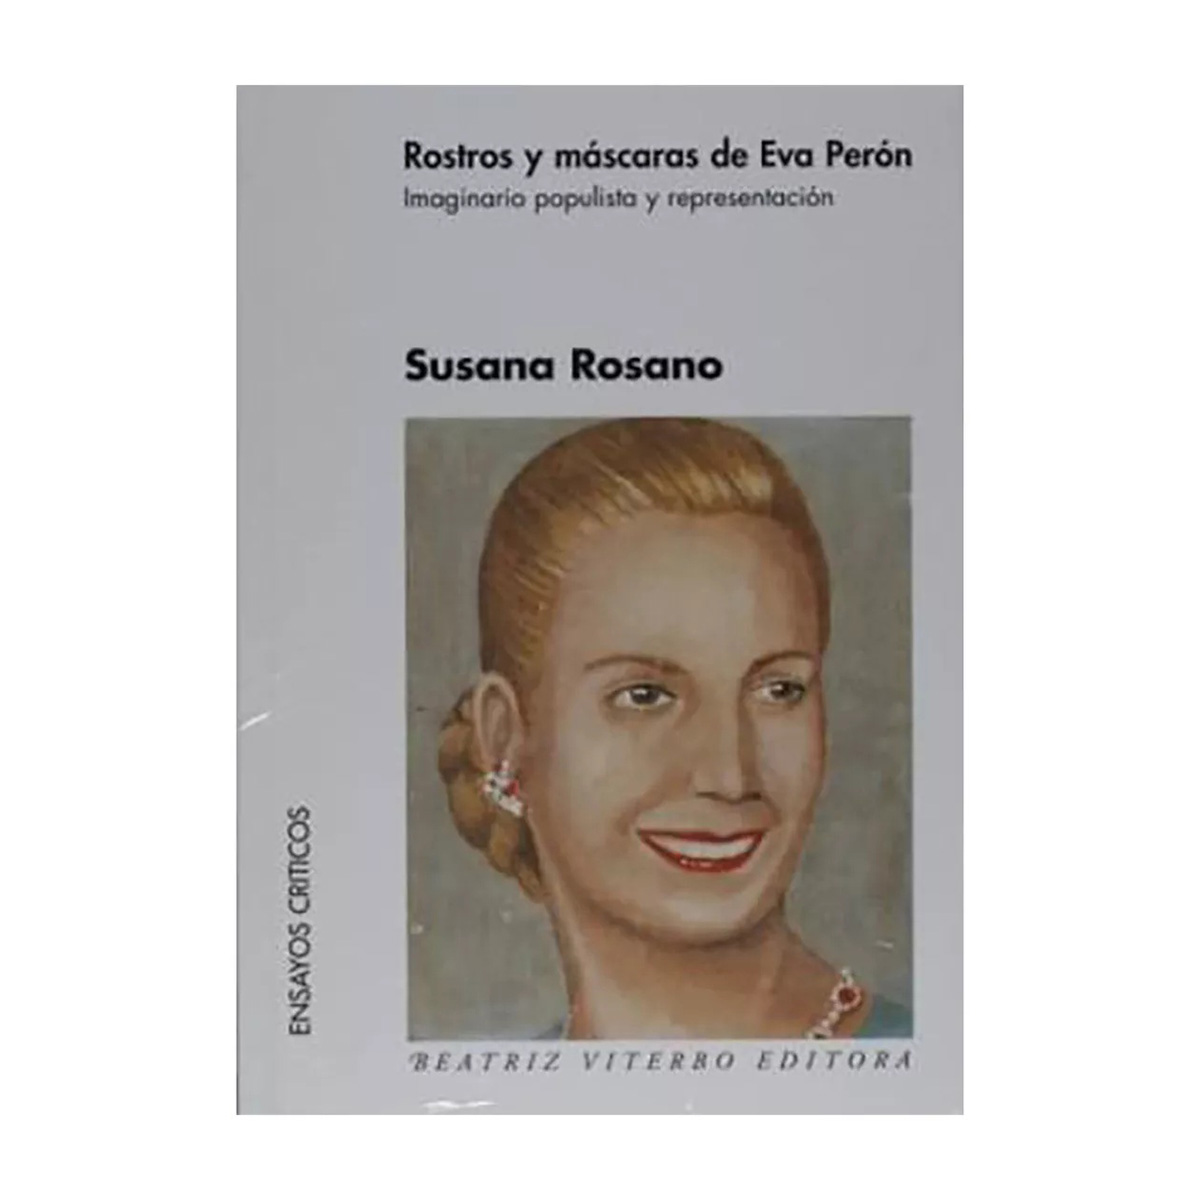 Rostros y máscaras de Eva Perón
Imaginario populista y representación
Susana Rosano
ENSAYOS CRITICOS
BEATRIZ VITERBO EDITORA